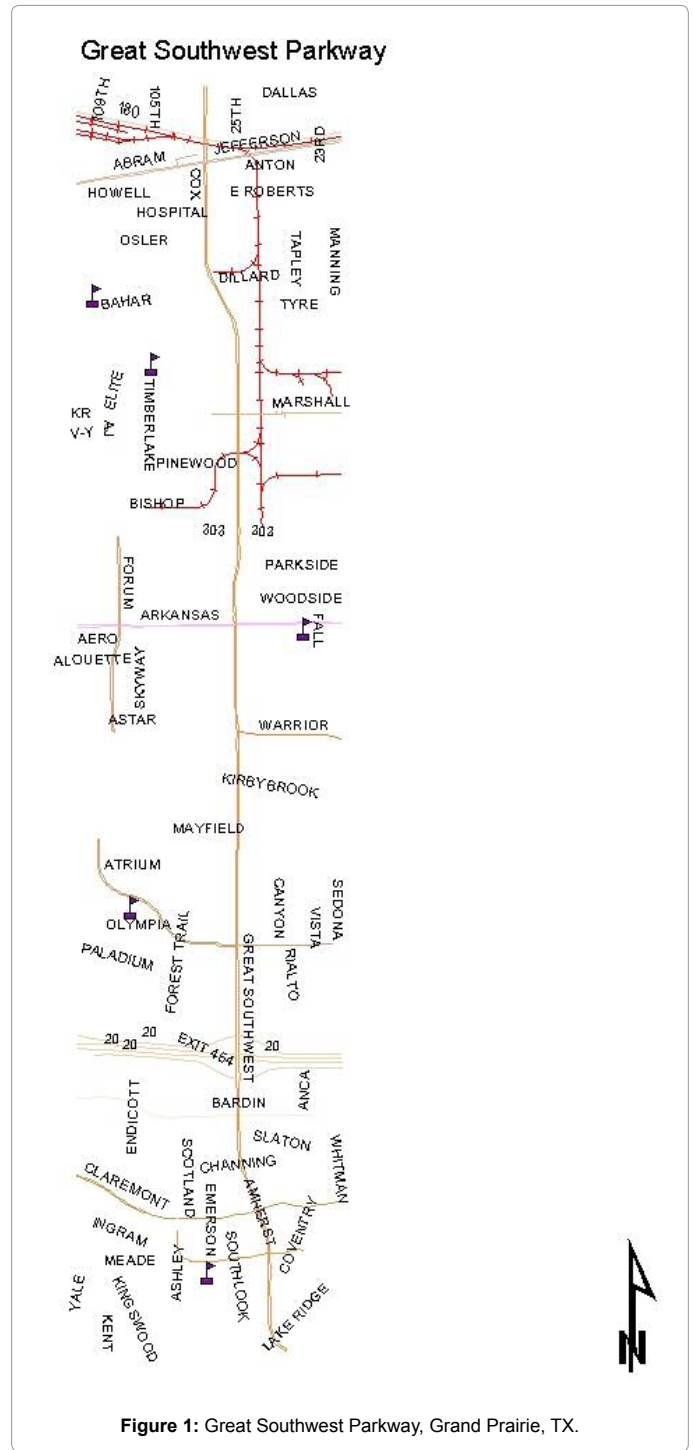 Great Southwest Parkway
DALLAS
109TH
180
105TH
25TH
JEFFERSON
23RD
ABRAM
ANTON
COX
HOWELL
E ROBERTS
HOSPITAL
OSLER
TAPLEY
MANNING
DILLARD
BAHAR
TYRE
ELITE
TIMBERLAKE
MARSHALL
KR
V-Y
LA
PINEWOOD
BISHOP
303
303
FORUM
PARKSIDE
WOODSIDE
ARKANSAS
FALL
AERO
ALOUETTE
SKYWAY
ASTAR
WARRIOR
KIRBYBROOK
MAYFIELD
ATRIUM
CANYON
VISTA
SEDONA
OLYMPIA
FOREST TRAIL
PALADIUM
GREAT SOUTHWEST
RIALTO
20
20
20
EXIT 454
20
ENDICOTT
BARDIN
ANCA
SLATON
SCOTLAND
CHANNING
WHITMAN
CLAREMONT
EMERSON
AMHERST
INGRAM
COVENTRY
MEADE
ASHLEY
SOUTHLOOK
YALE
KINGSWOOD
KENT
LAKE RIDGE
N
Figure 1: Great Southwest Parkway, Grand Prairie, TX.